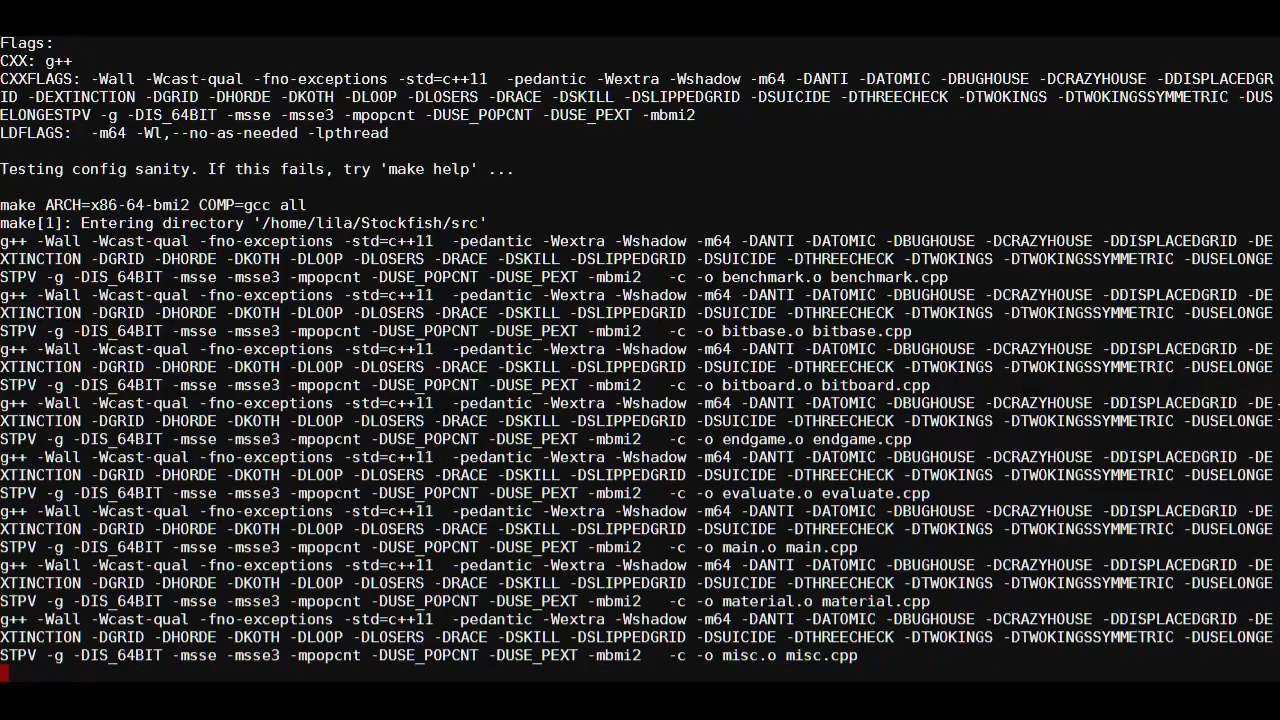 Flags:
CXX: g++
CXXFLAGS: -Wall -Wcast-qual -fno-exceptions -std=c++11  -pedantic -Wextra -Wshadow -m64 -DANTI -DATOMIC -DBUGHOUSE -DCRAZYHOUSE -DDISPLACEDGR
ID -DEXTINCTION -DGRID -DHORDE -DKOTH -DLOOP -DLOSERS -DRACE -DSKILL -DSLIPPEDGRID -DSUICIDE -DTHREECHECK -DTWOKINGS -DTWOKINGSSYMMETRIC -DUS
ELONGESTPV -g -DIS_64BIT -msse -msse3 -mpopcnt -DUSE_POPCNT -DUSE_PEXT -mbmi2
LDFLAGS:  -m64 -Wl,--no-as-needed -lpthread
Testing config sanity. If this fails, try 'make help' ...
make ARCH=x86-64-bmi2 COMP=gcc all
make[1]: Entering directory '/home/lila/Stockfish/src'
g++ -Wall -Wcast-qual -fno-exceptions -std=c++11  -pedantic -Wextra -Wshadow -m64 -DANTI -DATOMIC -DBUGHOUSE -DCRAZYHOUSE -DDISPLACEDGRID -DE
XTINCTION -DGRID -DHORDE -DKOTH -DLOOP -DLOSERS -DRACE -DSKILL -DSLIPPEDGRID -DSUICIDE -DTHREECHECK -DTWOKINGS -DTWOKINGSSYMMETRIC -DUSELONGE
STPV -g -DIS_64BIT -msse -msse3 -mpopcnt -DUSE_POPCNT -DUSE_PEXT -mbmi2   -c -o benchmark.o benchmark.cpp
g++ -Wall -Wcast-qual -fno-exceptions -std=c++11  -pedantic -Wextra -Wshadow -m64 -DANTI -DATOMIC -DBUGHOUSE -DCRAZYHOUSE -DDISPLACEDGRID -DE
XTINCTION -DGRID -DHORDE -DKOTH -DLOOP -DLOSERS -DRACE -DSKILL -DSLIPPEDGRID -DSUICIDE -DTHREECHECK -DTWOKINGS -DTWOKINGSSYMMETRIC -DUSELONGE
STPV -g -DIS_64BIT -msse -msse3 -mpopcnt -DUSE_POPCNT -DUSE_PEXT -mbmi2   -c -o bitbase.o bitbase.cpp
g++ -Wall -Wcast-qual -fno-exceptions -std=c++11  -pedantic -Wextra -Wshadow -m64 -DANTI -DATOMIC -DBUGHOUSE -DCRAZYHOUSE -DDISPLACEDGRID -DE
XTINCTION -DGRID -DHORDE -DKOTH -DLOOP -DLOSERS -DRACE -DSKILL -DSLIPPEDGRID -DSUICIDE -DTHREECHECK -DTWOKINGS -DTWOKINGSSYMMETRIC -DUSELONGE
STPV -g -DIS_64BIT -msse -msse3 -mpopcnt -DUSE_POPCNT -DUSE_PEXT -mbmi2   -c -o bitboard.o bitboard.cpp
g++ -Wall -Wcast-qual -fno-exceptions -std=c++11  -pedantic -Wextra -Wshadow -m64 -DANTI -DATOMIC -DBUGHOUSE -DCRAZYHOUSE -DDISPLACEDGRID -DE
XTINCTION -DGRID -DHORDE -DKOTH -DLOOP -DLOSERS -DRACE -DSKILL -DSLIPPEDGRID -DSUICIDE -DTHREECHECK -DTWOKINGS -DTWOKINGSSYMMETRIC -DUSELONGE
STPV -g -DIS_64BIT -msse -msse3 -mpopcnt -DUSE_POPCNT -DUSE_PEXT -mbmi2   -c -o endgame.o endgame.cpp
g++ -Wall -Wcast-qual -fno-exceptions -std=c++11  -pedantic -Wextra -Wshadow -m64 -DANTI -DATOMIC -DBUGHOUSE -DCRAZYHOUSE -DDISPLACEDGRID -DE
XTINCTION -DGRID -DHORDE -DKOTH -DLOOP -DLOSERS -DRACE -DSKILL -DSLIPPEDGRID -DSUICIDE -DTHREECHECK -DTWOKINGS -DTWOKINGSSYMMETRIC -DUSELONGE
STPV -g -DIS_64BIT -msse -msse3 -mpopcnt -DUSE_POPCNT -DUSE_PEXT -mbmi2   -c -o evaluate.o evaluate.cpp
g++ -Wall -Wcast-qual -fno-exceptions -std=c++11  -pedantic -Wextra -Wshadow -m64 -DANTI -DATOMIC -DBUGHOUSE -DCRAZYHOUSE -DDISPLACEDGRID -DE
XTINCTION -DGRID -DHORDE -DKOTH -DLOOP -DLOSERS -DRACE -DSKILL -DSLIPPEDGRID -DSUICIDE -DTHREECHECK -DTWOKINGS -DTWOKINGSSYMMETRIC -DUSELONGE
STPV -g -DIS_64BIT -msse -msse3 -mpopcnt -DUSE_POPCNT -DUSE_PEXT -mbmi2   -c -o main.o main.cpp
g++ -Wall -Wcast-qual -fno-exceptions -std=c++11  -pedantic -Wextra -Wshadow -m64 -DANTI -DATOMIC -DBUGHOUSE -DCRAZYHOUSE -DDISPLACEDGRID -DE
XTINCTION -DGRID -DHORDE -DKOTH -DLOOP -DLOSERS -DRACE -DSKILL -DSLIPPEDGRID -DSUICIDE -DTHREECHECK -DTWOKINGS -DTWOKINGSSYMMETRIC -DUSELONGE
STPV -g -DIS_64BIT -msse -msse3 -mpopcnt -DUSE_POPCNT -DUSE_PEXT -mbmi2   -c -o material.o material.cpp
g++ -Wall -Wcast-qual -fno-exceptions -std=c++11  -pedantic -Wextra -Wshadow -m64 -DANTI -DATOMIC -DBUGHOUSE -DCRAZYHOUSE -DDISPLACEDGRID -DE
XTINCTION -DGRID -DHORDE -DKOTH -DLOOP -DLOSERS -DRACE -DSKILL -DSLIPPEDGRID -DSUICIDE -DTHREECHECK -DTWOKINGS -DTWOKINGSSYMMETRIC -DUSELONGE
STPV -g -DIS_64BIT -msse -msse3 -mpopcnt -DUSE_POPCNT -DUSE_PEXT -mbmi2   -c -o misc.o misc.cpp